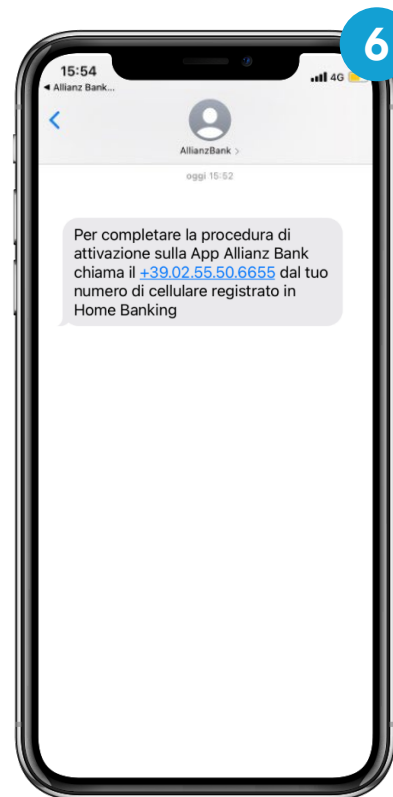 6
15:54
4G
◀ Allianz Bank...
AllianzBank >
oggi 15:52
Per completare la procedura di
attivazione sulla App Allianz Bank
chiama il +39.02.55.50.6655 dal tuo
numero di cellulare registrato in
Home Banking